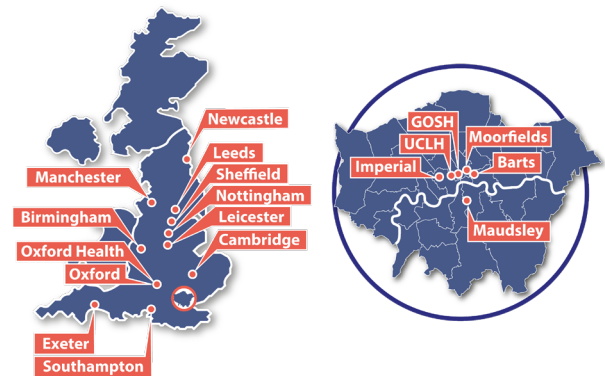 Newcastle
Leeds
Sheffield
Nottingham
Leicester
Cambridge
Manchester
Birmingham
Oxford Health
Oxford
Exeter
Southampton
GOSH
UCLH
Imperial
Moorfields
Barts
Maudsley